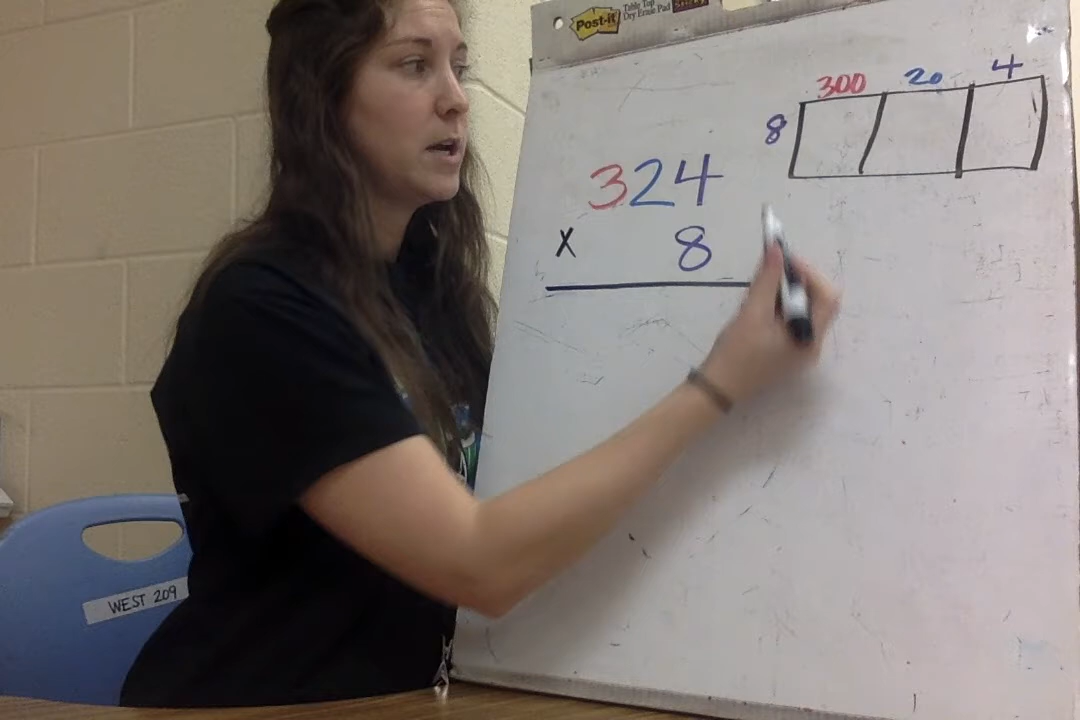 Post-it
Table Top
Dry Erase Pad
300 20 4
8
324
x 8
WEST 209